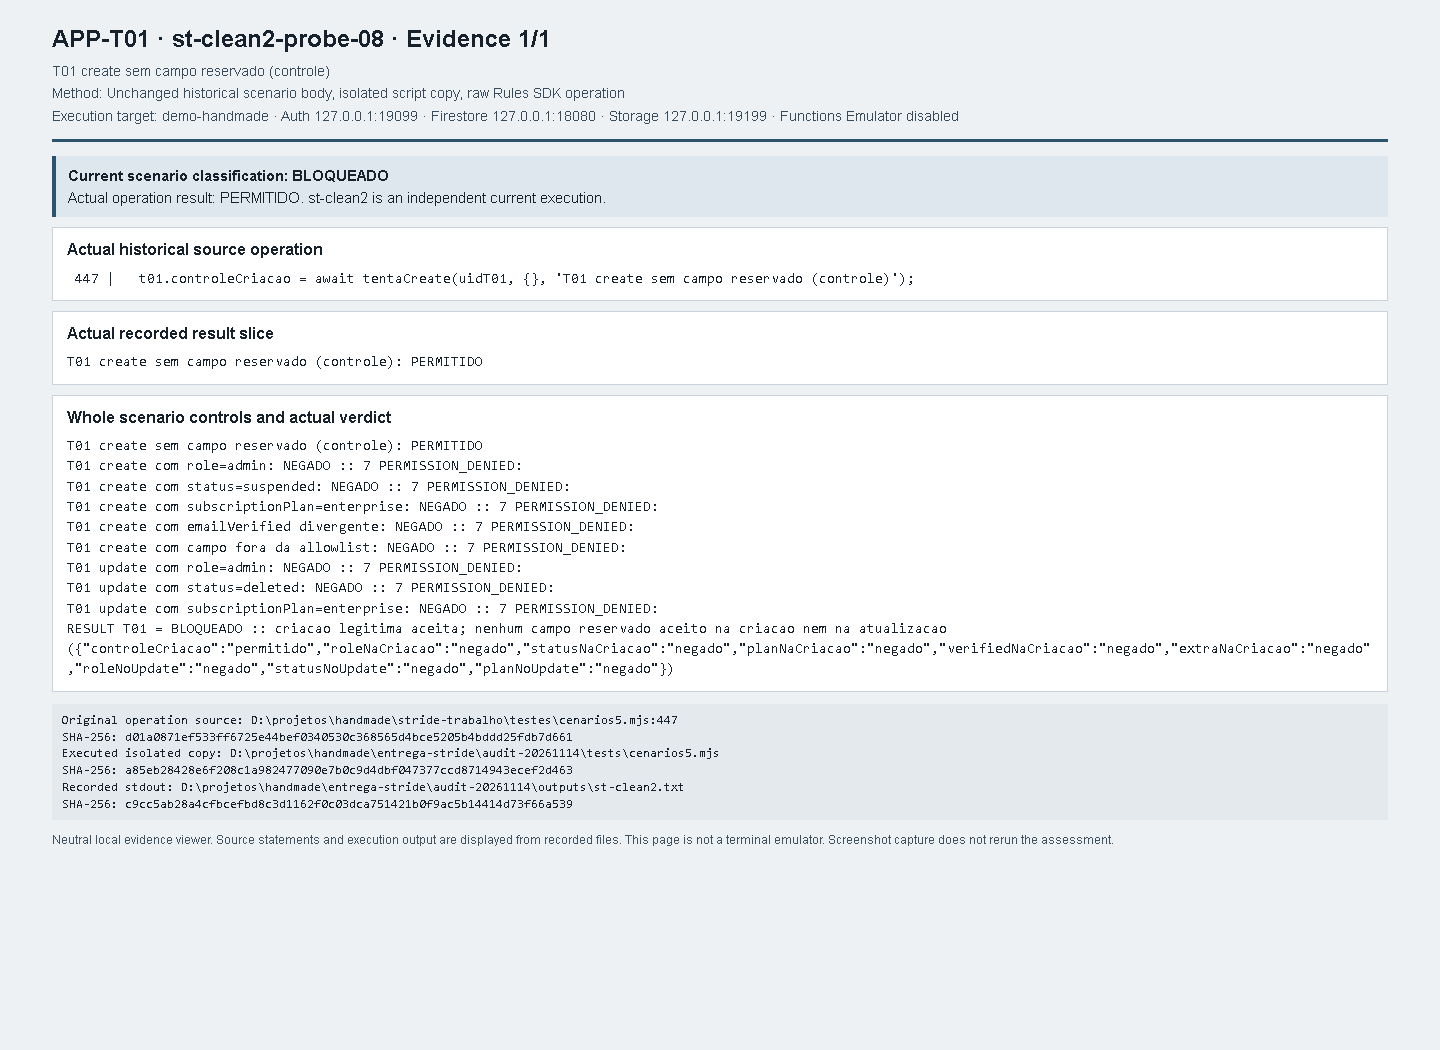 APP-T01 · st-clean2-probe-08 · Evidence 1/1
T01 create sem campo reservado (controle)
Method: Unchanged historical scenario body, isolated script copy, raw Rules SDK operation
Execution target: demo-handmade · Auth 127.0.0.1:19099 · Firestore 127.0.0.1:18080 · Storage 127.0.0.1:19199 · Functions Emulator disabled
Current scenario classification: BLOQUEADO
Actual operation result: PERMITIDO. st-clean2 is an independent current execution.
Actual historical source operation
447 |   t01.controleCriacao = await tentaCreate(uidT01, {}, 'T01 create sem campo reservado (controle)');
Actual recorded result slice
T01 create sem campo reservado (controle): PERMITIDO
Whole scenario controls and actual verdict
T01 create sem campo reservado (controle): PERMITIDO
T01 create com role=admin: NEGADO :: 7 PERMISSION_DENIED:
T01 create com status=suspended: NEGADO :: 7 PERMISSION_DENIED:
T01 create com subscriptionPlan=enterprise: NEGADO :: 7 PERMISSION_DENIED:
T01 create com emailVerified divergente: NEGADO :: 7 PERMISSION_DENIED:
T01 create com campo fora da allowlist: NEGADO :: 7 PERMISSION_DENIED:
T01 update com role=admin: NEGADO :: 7 PERMISSION_DENIED:
T01 update com status=deleted: NEGADO :: 7 PERMISSION_DENIED:
T01 update com subscriptionPlan=enterprise: NEGADO :: 7 PERMISSION_DENIED:
RESULT T01 = BLOQUEADO :: criacao legitima aceita; nenhum campo reservado aceito na criacao nem na atualizacao
({"controleCriacao":"permitido","roleNaCriacao":"negado","statusNaCriacao":"negado","planNaCriacao":"negado","verifiedNaCriacao":"negado","extraNaCriacao":"negado"
,"roleNoUpdate":"negado","statusNoUpdate":"negado","planNoUpdate":"negado"})
Original operation source: D:\projetos\handmade\stride-trabalho\testes\cenarios5.mjs:447
SHA-256: d01a0871ef533ff6725e44bef0340530c368565d4bce5205b4bddd25fdb7d661
Executed isolated copy: D:\projetos\handmade\entrega-stride\audit-20261114\tests\cenarios5.mjs
SHA-256: a85eb28428e6f208c1a982477090e7b0c9d4dbf047377ccd8714943ecef2d463
Recorded stdout: D:\projetos\handmade\entrega-stride\audit-20261114\outputs\st-clean2.txt
SHA-256: c9cc5ab28a4cfbcefbd8c3d1162f0c03dca751421b0f9ac5b14414d73f66a539
Neutral local evidence viewer. Source statements and execution output are displayed from recorded files. This page is not a terminal emulator. Screenshot capture does not rerun the assessment.